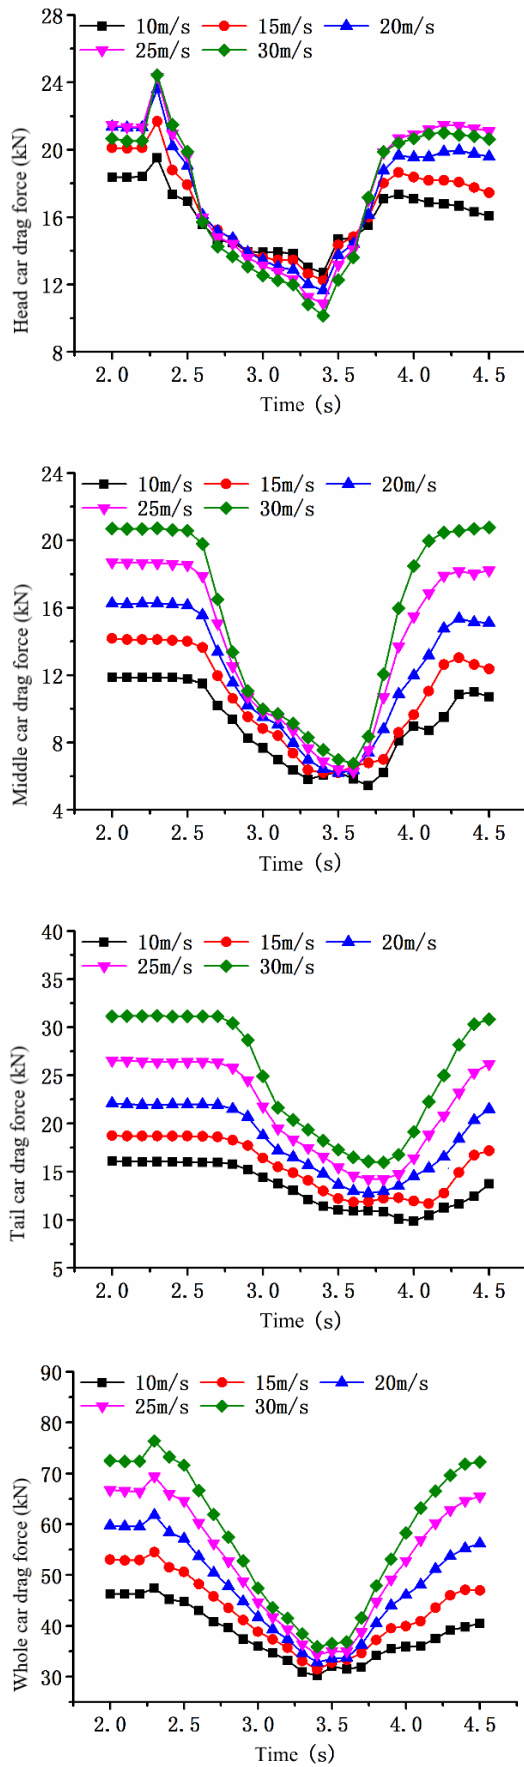 10m/s 15m/s 20m/s
25m/s 30m/s
28
24
20
16
12
8
Head car drag force (kN)
2.0 2.5 3.0 3.5 4.0 4.5
Time (s)
10m/s 15m/s 20m/s
25m/s 30m/s
24
20
16
12
8
4
Middle car drag force (kN)
2.0 2.5 3.0 3.5 4.0 4.5
Time (s)
10m/s 15m/s 20m/s
25m/s 30m/s
40
35
30
25
20
15
10
5
Tail car drag force (kN)
2.0 2.5 3.0 3.5 4.0 4.5
Time (s)
10m/s 15m/s 20m/s
25m/s 30m/s
90
80
70
60
50
40
30
Whole car drag force (kN)
2.0 2.5 3.0 3.5 4.0 4.5
Time (s)